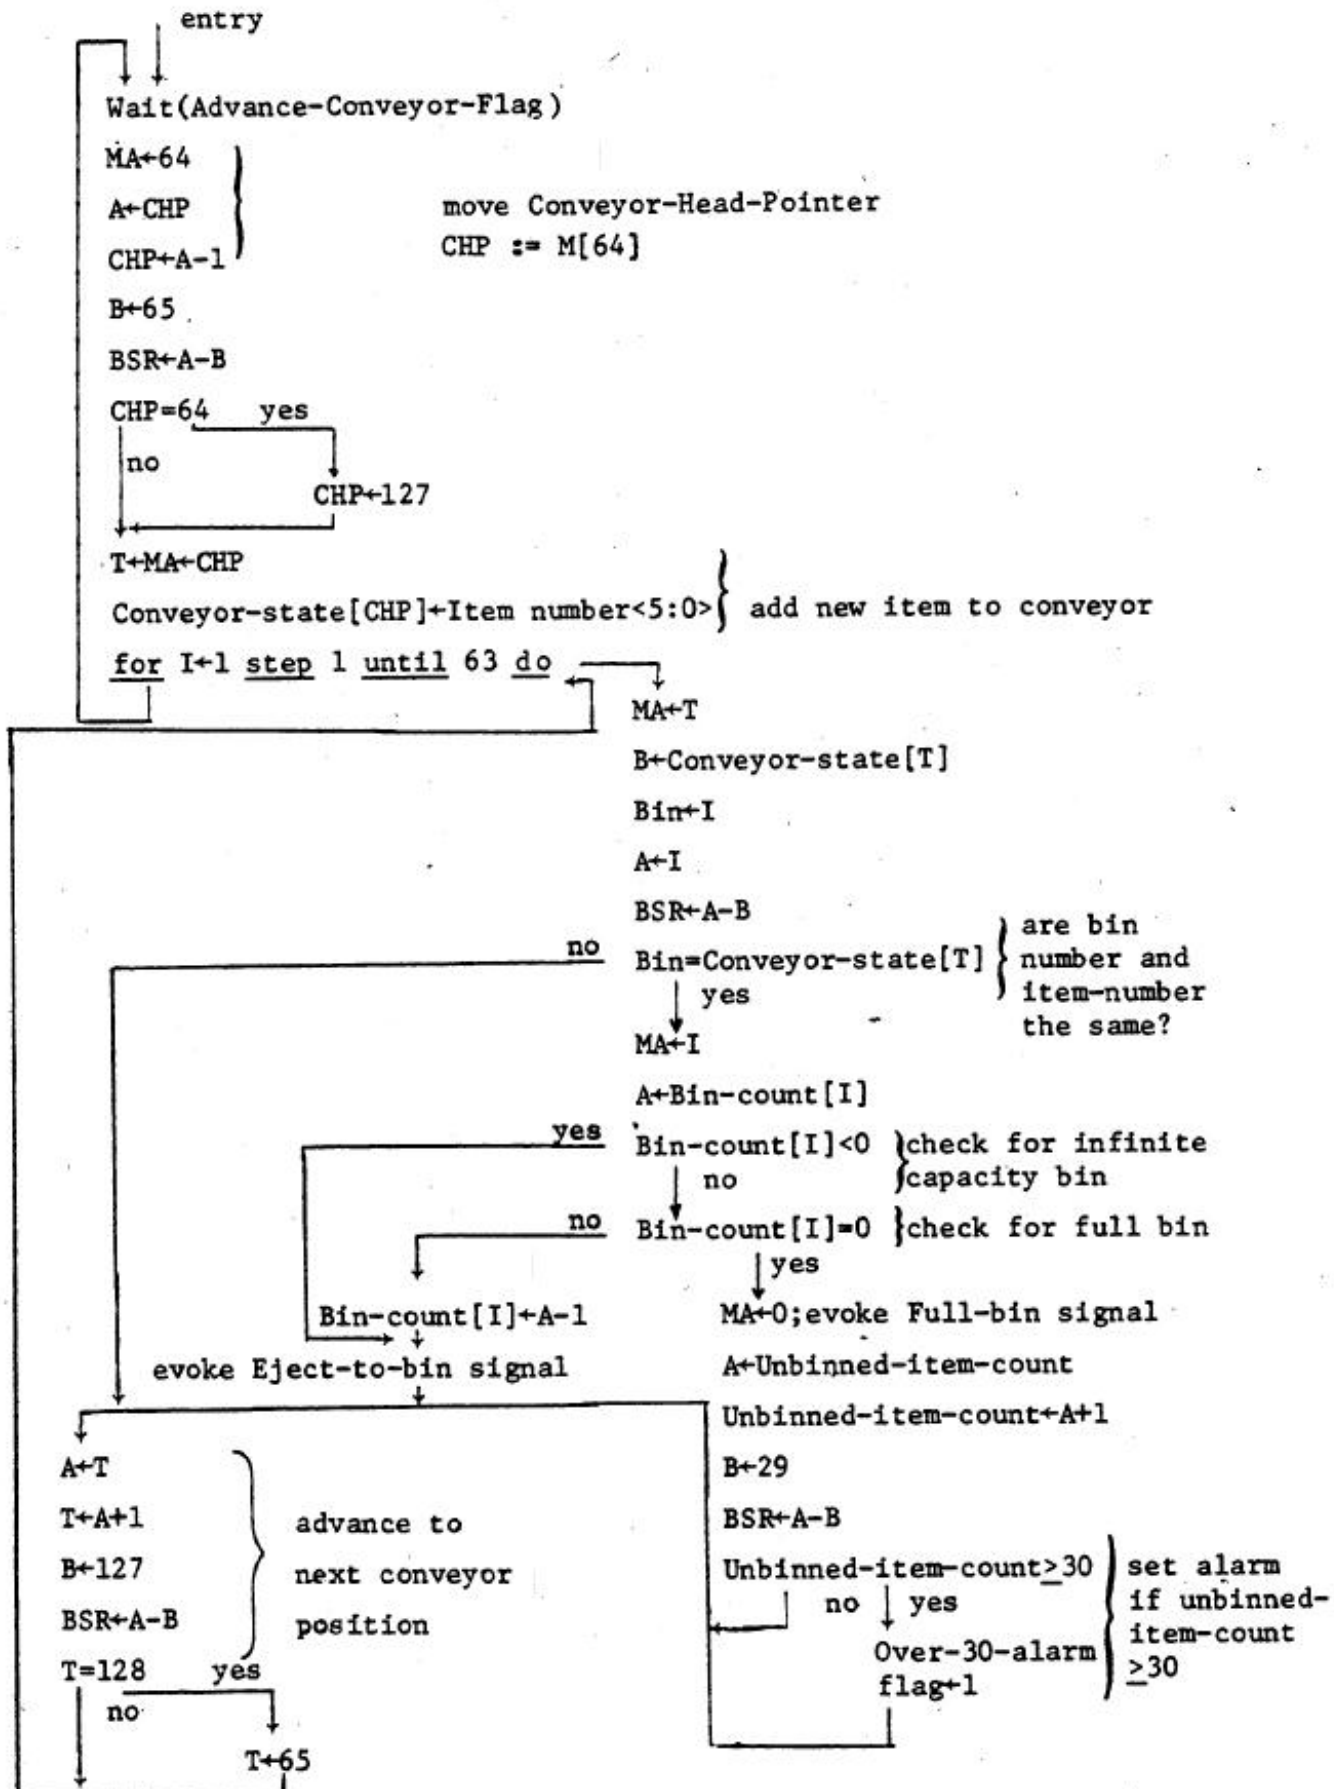 entry
Wait(Advance-Conveyor-Flag)
MA←64
A←CHP
move Conveyor-Head-Pointer
CHP := M[64]
CHP←A-1
B←65
BSR←A-B
CHP=64 yes
no
CHP←127
T←MA←CHP
Conveyor-state[CHP]←Item number<5:0> add new item to conveyor
for I←1 step 1 until 63 do
MA←T
B←Conveyor-state[T]
Bin←I
A←I
BSR←A-B
no Bin=Conveyor-state[T]
yes
are bin
number and
item-number
the same?
MA←I
A←Bin-count[I]
yes Bin-count[I]<0
no
check for infinite
capacity bin
no Bin-count[I]=0 check for full bin
yes
Bin-count[I]←A-1
evoke Eject-to-bin signal
MA←0;evoke Full-bin signal
A←Unbinned-item-count
Unbinned-item-count←A+1
B←29
BSR←A-B
Unbinned-item-count≥30
no yes
Over-30-alarm
flag←1
set alarm
if unbinned-
item-count
≥30
A←T
T←A+1
B←127
BSR←A-B
advance to
next conveyor
position
T=128 yes
no
T←65